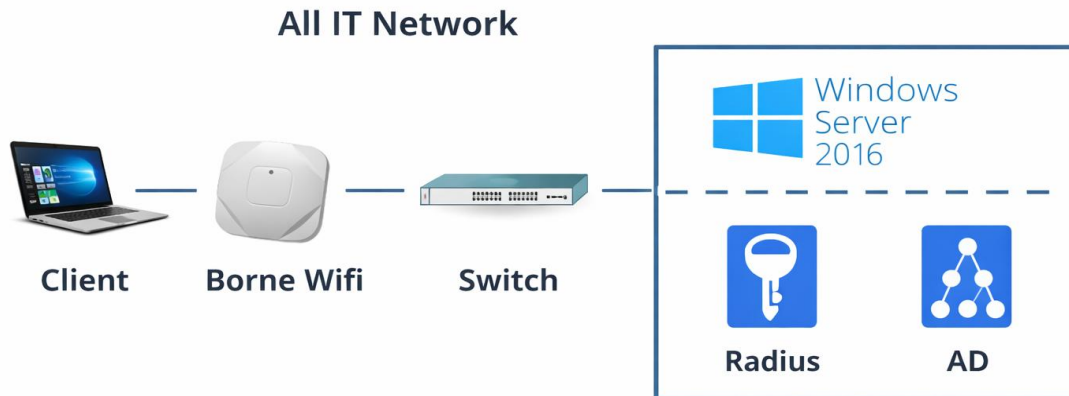 All IT Network
Windows
Server
2016
Client
Borne Wifi
Switch
Radius
AD